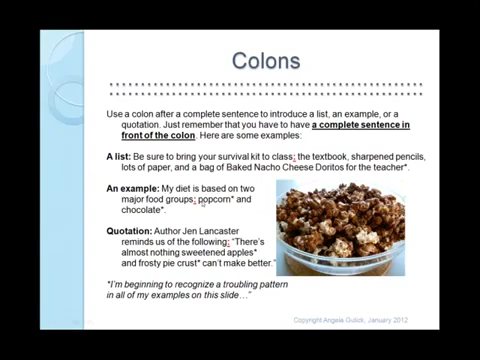 Colons
Use a colon after a complete sentence to introduce a list, an example, or a
quotation. Just remember that you have to have a complete sentence in
front of the colon. Here are some examples:
A list: Be sure to bring your survival kit to class: the textbook, sharpened pencils,
lots of paper, and a bag of Baked Nacho Cheese Doritos for the teacher*.
An example: My diet is based on two
major food groups: popcorn* and
chocolate*.
Quotation: Author Jen Lancaster
reminds us of the following: “There’s
almost nothing sweetened apples*
and frosty pie crust* can’t make better.”
*I’m beginning to recognize a troubling pattern
in all of my examples on this slide…”
Copyright Angela Gulick, January 2012